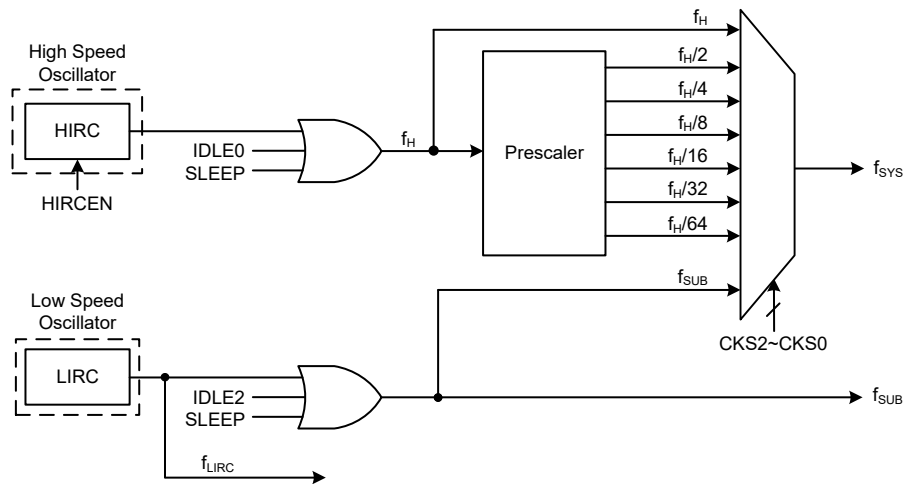 High Speed
Oscillator
HIRC
HIRCEN
IDLE0
SLEEP
fH
fH
Prescaler
fH/2
fH/4
fH/8
fH/16
fH/32
fH/64
fSUB
CKS2~CKS0
fSYS
Low Speed
Oscillator
LIRC
IDLE2
SLEEP
fSUB
fLIRC